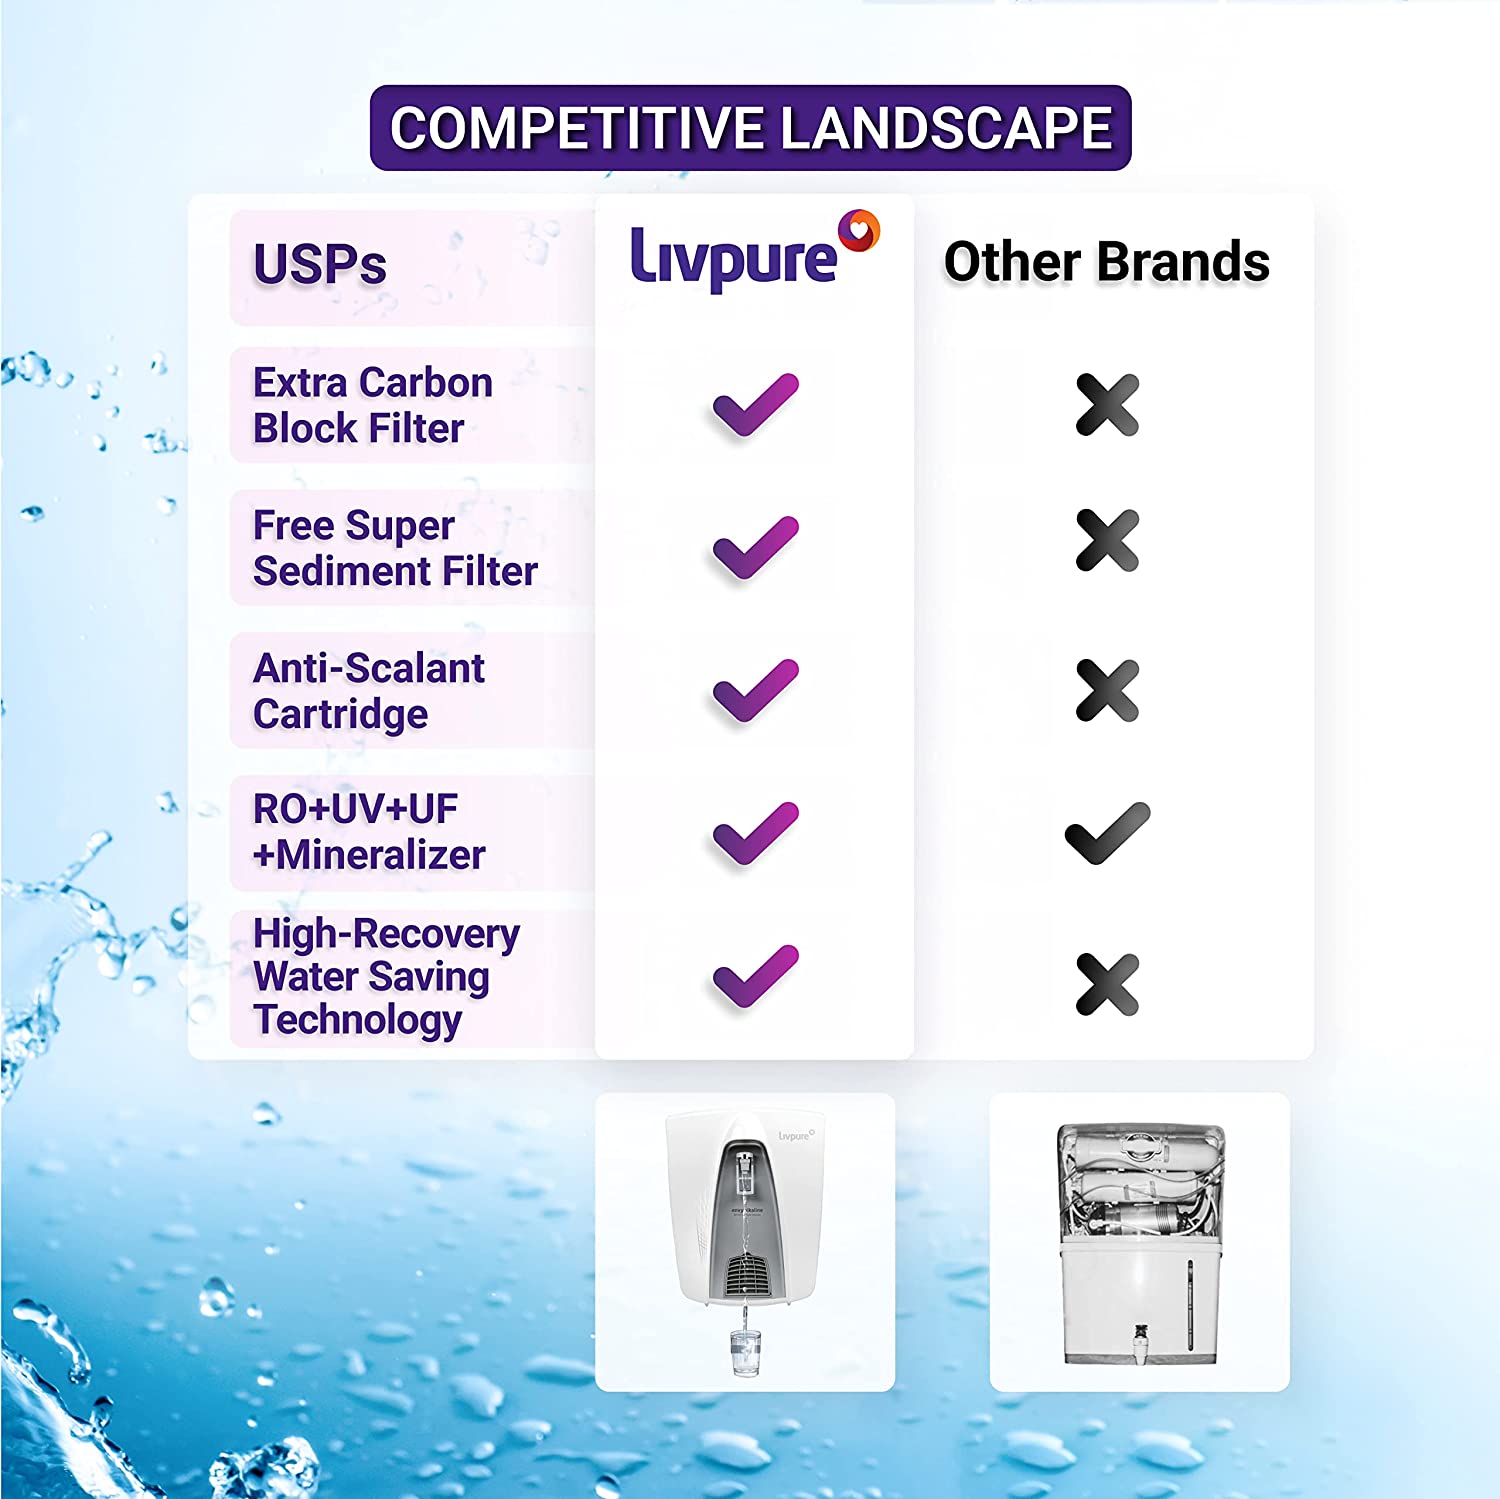 COMPETITIVE LANDSCAPE
USPs
Livpure
Other Brands
Extra Carbon
Block Filter
Free Super
Sediment Filter
Anti-Scalant
Cartridge
RO+UV+UF
+Mineralizer
High-Recovery
Water Saving
Technology
Livpure